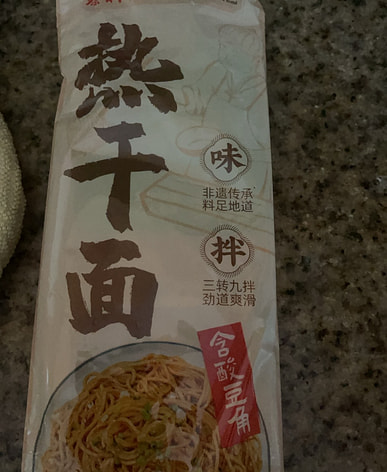 热干面
味
非遗传承
料足地道
拌
三转九拌
劲道爽滑
含酸豆角